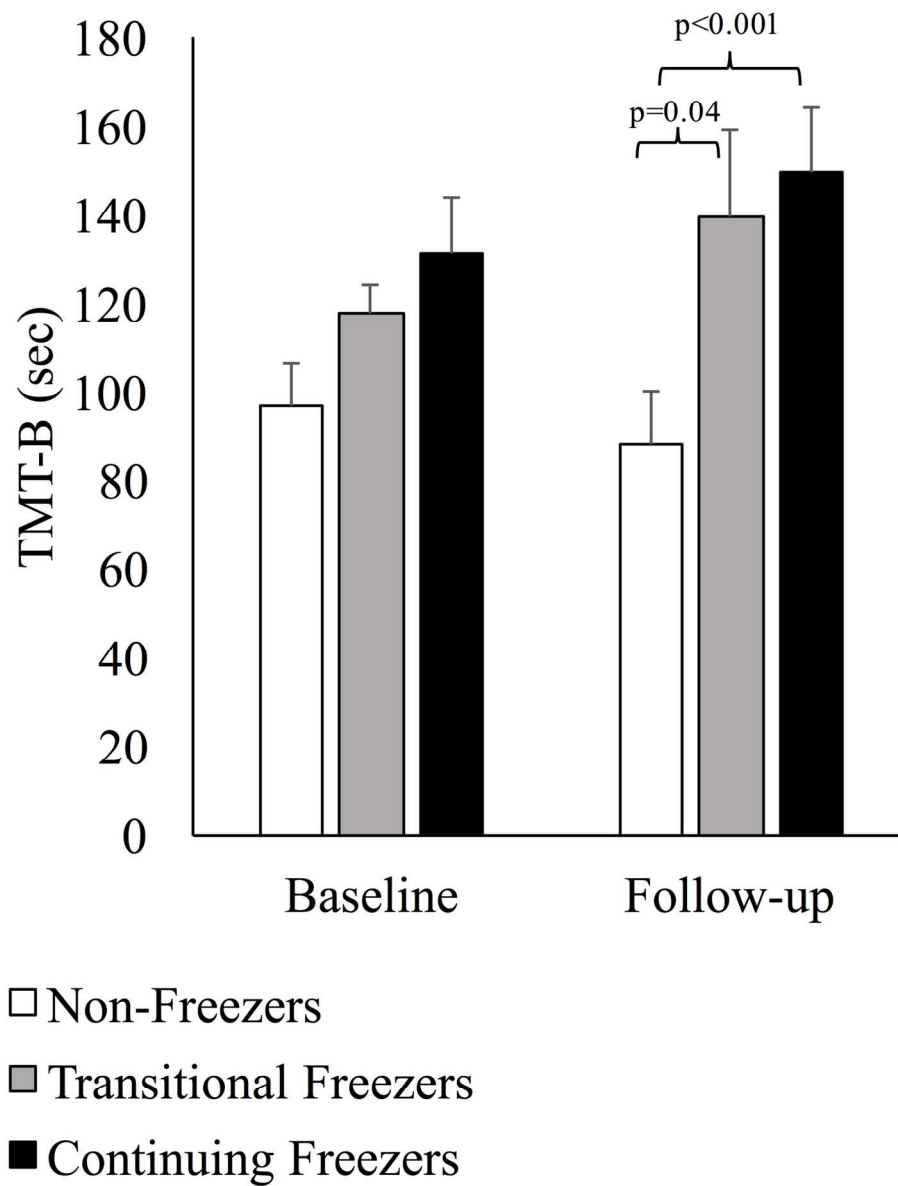 180
160
140
120
100
80
60
40
20
0
TMT-B (sec)
p<0.001
p=0.04
Baseline
Follow-up
Non-Freezers
Transitional Freezers
Continuing Freezers